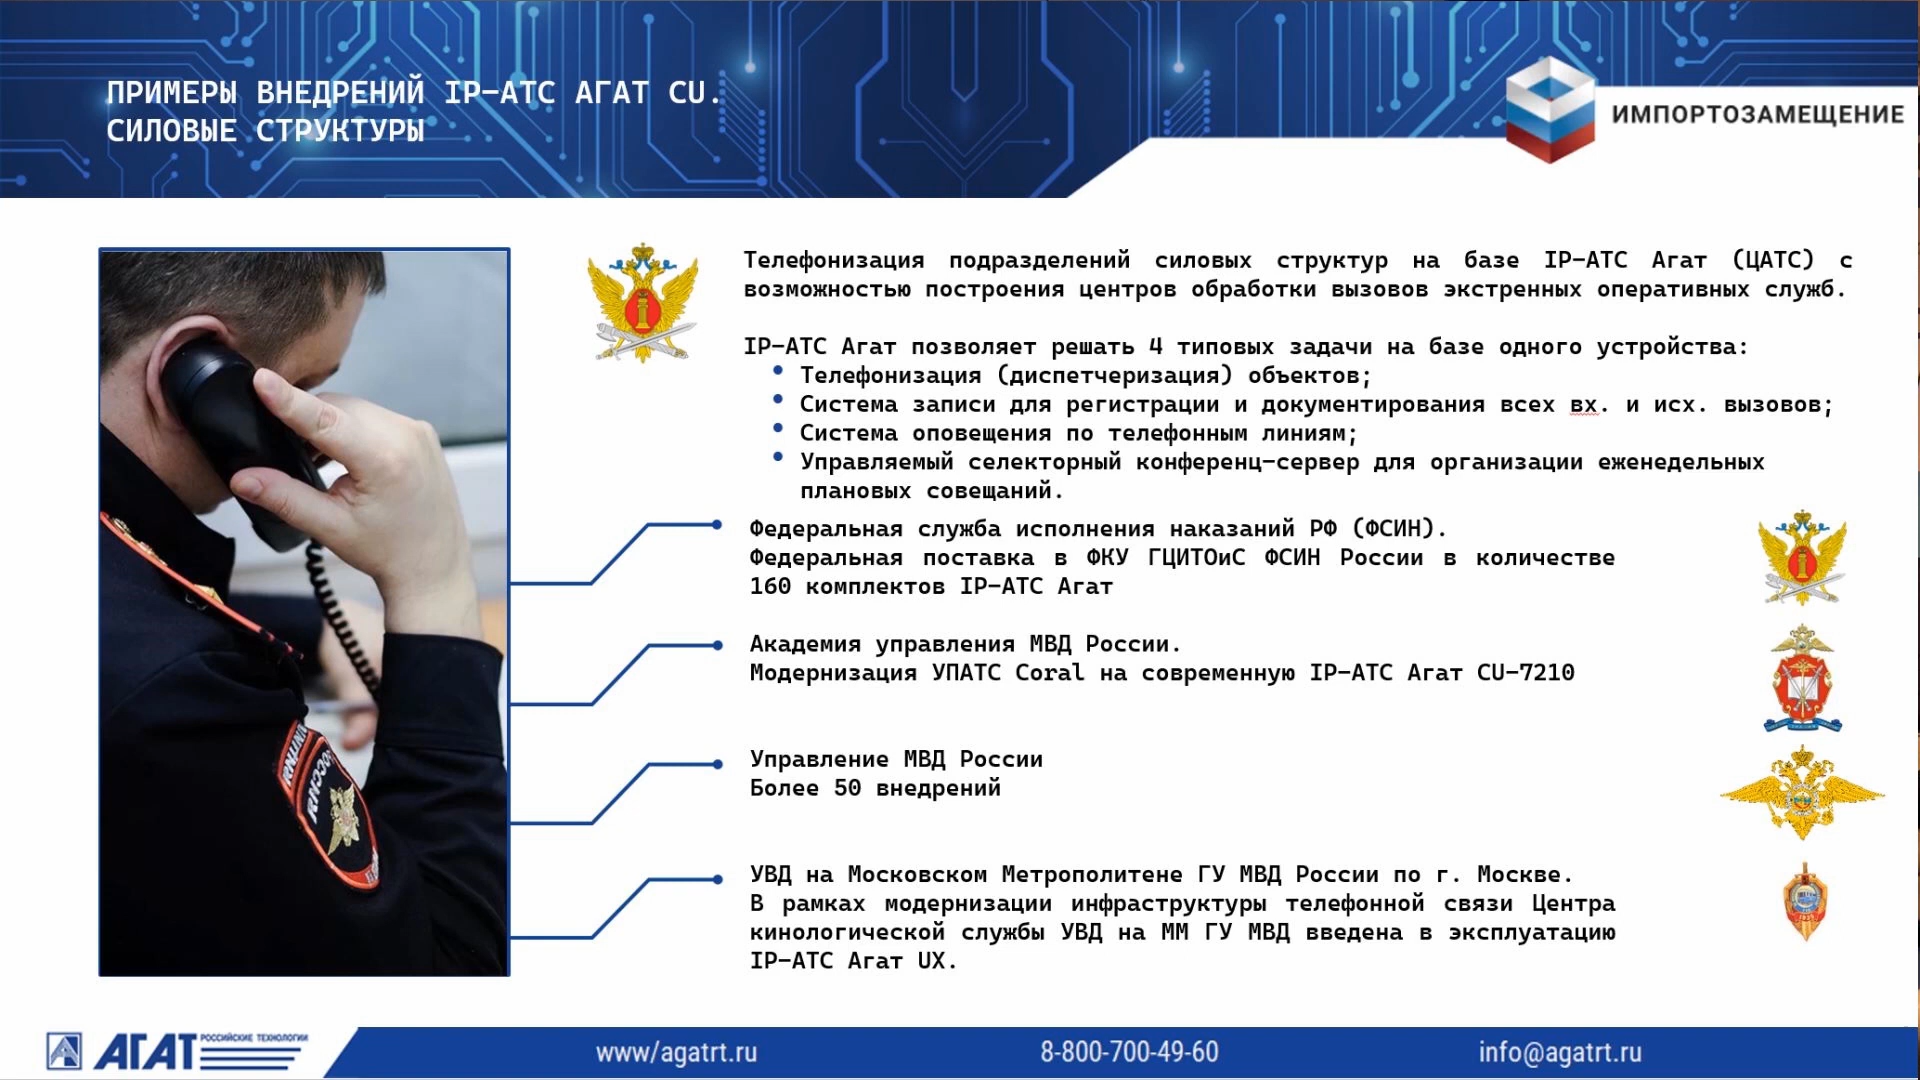 ПРИМЕРЫ ВНЕДРЕНИЙ IP-АТС АГАТ CU.
СИЛОВЫЕ СТРУКТУРЫ
ИМПОРТОЗАМЕЩЕНИЕ
Телефонизация подразделений силовых структур на базе IP-АТС Агат (ЦАТС) с
возможностью построения центров обработки вызовов экстренных оперативных служб.
IP-АТС Агат позволяет решать 4 типовых задачи на базе одного устройства:
• Телефонизация (диспетчеризация) объектов;
• Система записи для регистрации и документирования всех вх. и исх. вызовов;
• Система оповещения по телефонным линиям;
• Управляемый селекторный конференц-сервер для организации еженедельных
плановых совещаний.
Федеральная служба исполнения наказаний РФ (ФСИН).
Федеральная поставка в ФКУ ГЦИТОиС ФСИН России в количестве
160 комплектов IP-АТС Агат
Академия управления МВД России.
Модернизация УПАТС Coral на современную IP-АТС Агат CU-7210
Управление МВД России
Более 50 внедрений
УВД на Московском Метрополитене ГУ МВД России по г. Москве.
В рамках модернизации инфраструктуры телефонной связи Центра
кинологической службы УВД на ММ ГУ МВД введена в эксплуатацию
IP-АТС Агат UX.
АГАТ РОССИЙСКИЕ ТЕХНОЛОГИИ
www/agatrt.ru
8-800-700-49-60
info@agatrt.ru